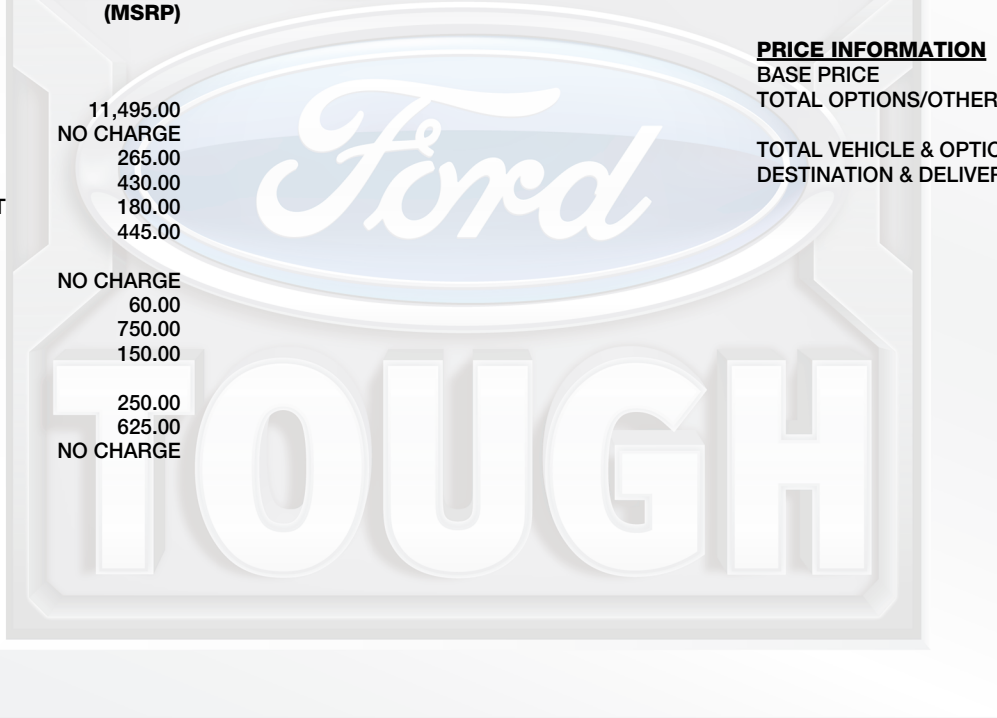 (MSRP)
11,495.00
NO CHARGE
265.00
430.00
T 180.00
445.00
NO CHARGE
60.00
750.00
150.00
250.00
625.00
NO CHARGE
PRICE INFORMATION
BASE PRICE
TOTAL OPTIONS/OTHER
TOTAL VEHICLE & OPTIO
DESTINATION & DELIVER
Ford
TOUGH